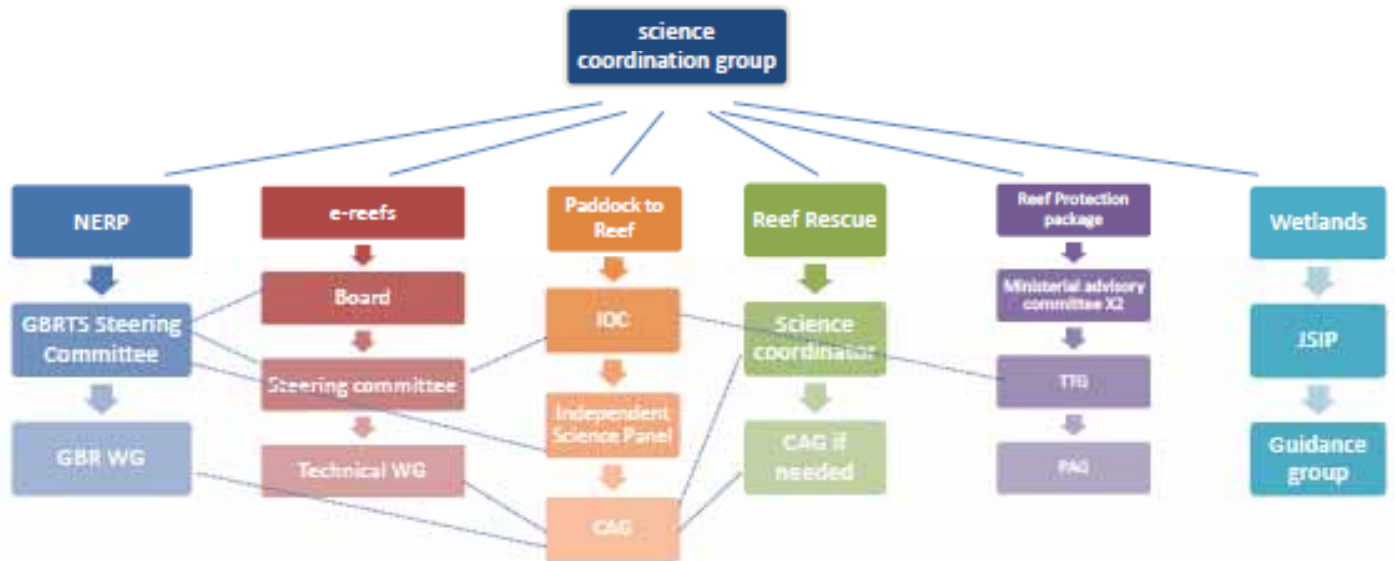 science
coordination group
NERP
GBRTS Steering
Committee
GBR WG
e-reefs
Board
Steering committee
Technical WG
Paddock to
Reef
IOC
Independent
Science Panel
CAG
Reef Rescue
Science
coordinator
CAG if
needed
Reef Protection
package
Ministerial advisory
committee X2
TTG
PAG
Wetlands
JSIP
Guidance
group